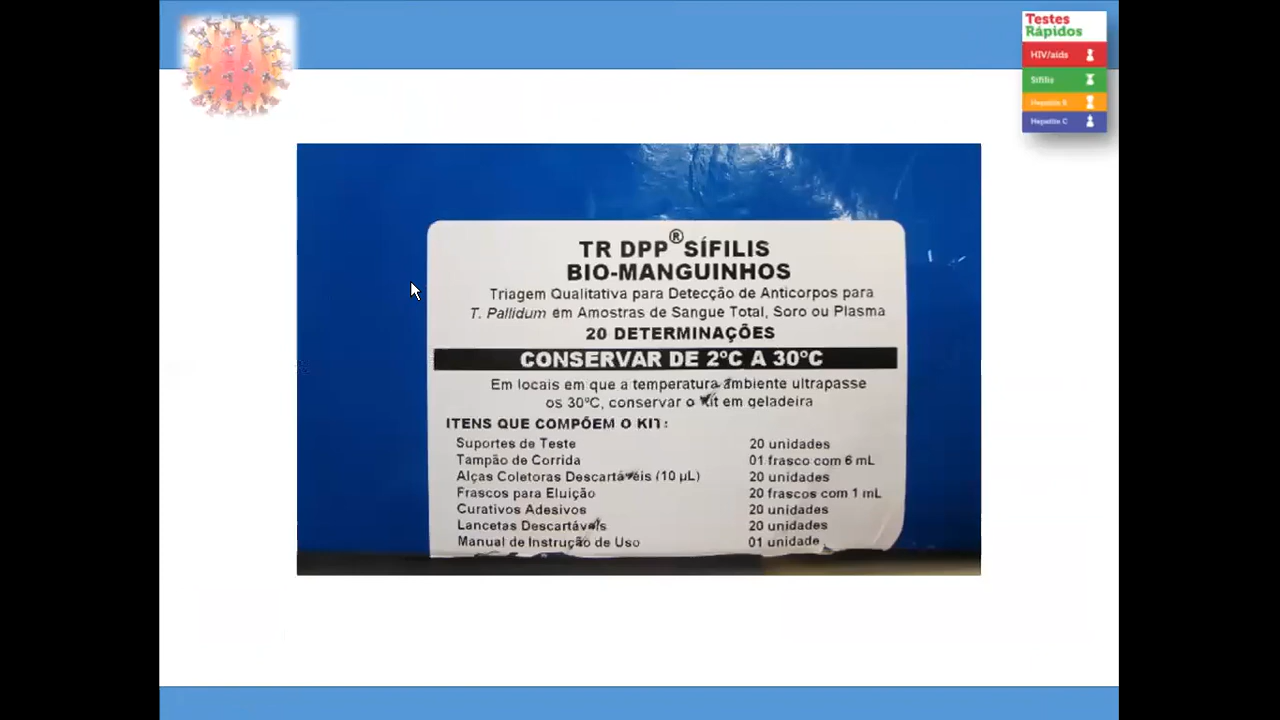 Testes
Rápidos
HIV/aids
Sífilis
Hepatite B
Hepatite C
TR DPP® SÍFILIS
BIO-MANGUINHOS
Triagem Qualitativa para Detecção de Anticorpos para
T. Pallidum em Amostras de Sangue Total, Soro ou Plasma
20 DETERMINAÇÕES
CONSERVAR DE 2ºC A 30ºC
Em locais em que a temperatura ambiente ultrapasse
os 30ºC, conservar o kit em geladeira
ITENS QUE COMPÕEM O KIT:
Suportes de Teste 20 unidades
Tampão de Corrida 01 frasco com 6 mL
Alças Coletoras Descartáveis (10 µL) 20 unidades
Frascos para Eluição 20 frascos com 1 mL
Curativos Adesivos 20 unidades
Lancetas Descartáveis 20 unidades
Manual de Instrução de Uso 01 unidade